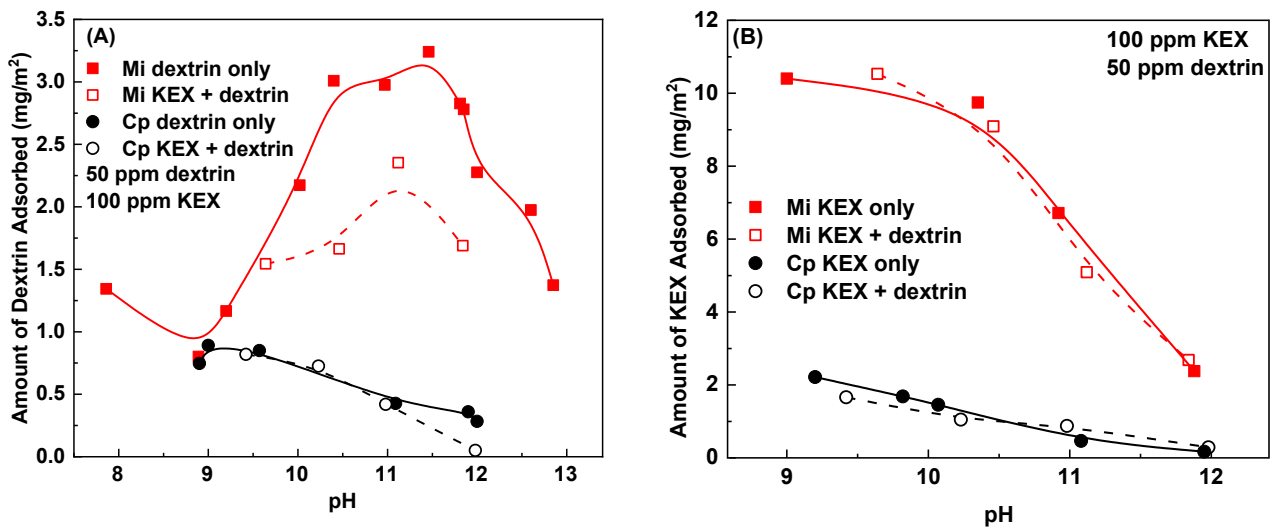 (A)
Mi dextrin only
Mi KEX + dextrin
Cp dextrin only
Cp KEX + dextrin
50 ppm dextrin
100 ppm KEX
Amount of Dextrin Adsorbed (mg/m²)
3.5
3.0
2.5
2.0
1.5
1.0
0.5
0.0
8
9
10
11
12
13
pH
(B)
100 ppm KEX
50 ppm dextrin
Mi KEX only
Mi KEX + dextrin
Cp KEX only
Cp KEX + dextrin
Amount of KEX Adsorbed (mg/m²)
12
10
8
6
4
2
0
9
10
11
12
pH